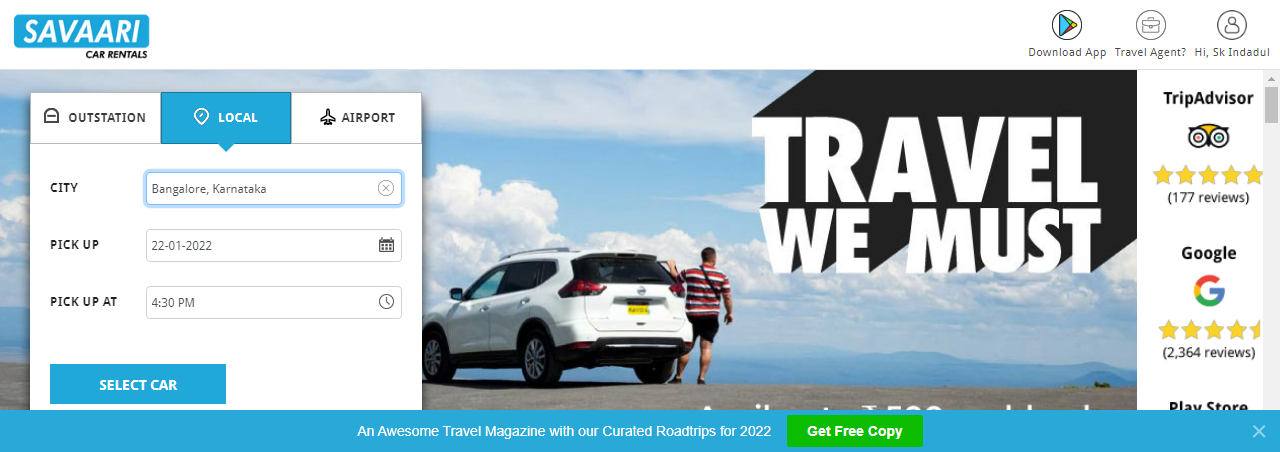 SAVAARI
CAR RENTALS
Download App
Travel Agent?
Hi, Sk Indadul
OUTSTATION
LOCAL
AIRPORT
CITY
Bangalore, Karnataka
PICK UP
22-01-2022
PICK UP AT
4:30 PM
SELECT CAR
TRAVEL
WE MUST
TripAdvisor
(177 reviews)
Google
(2,364 reviews)
Play Store
An Awesome Travel Magazine with our Curated Roadtrips for 2022
Get Free Copy